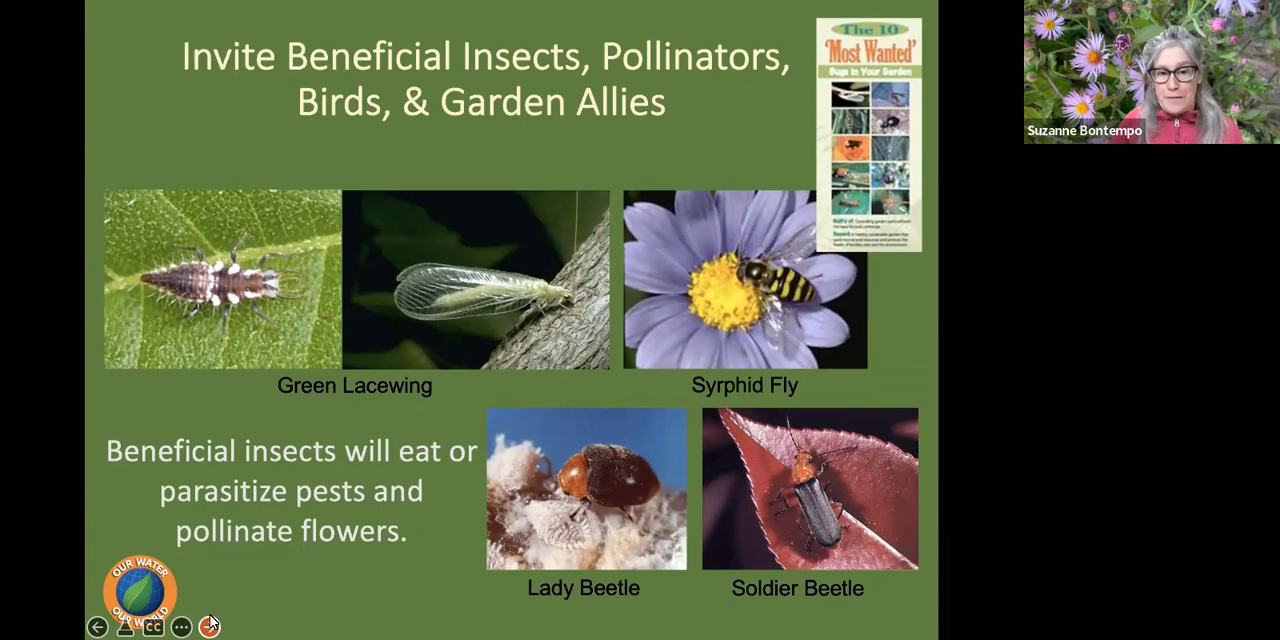 Invite Beneficial Insects, Pollinators,
Birds, & Garden Allies
The 10
'Most Wanted'
Bugs in Your Garden
Suzanne Bontempo
Green Lacewing
Syrphid Fly
Beneficial insects will eat or
parasitize pests and
pollinate flowers.
Lady Beetle
Soldier Beetle
OUR WATER
OUR WORLD
CC